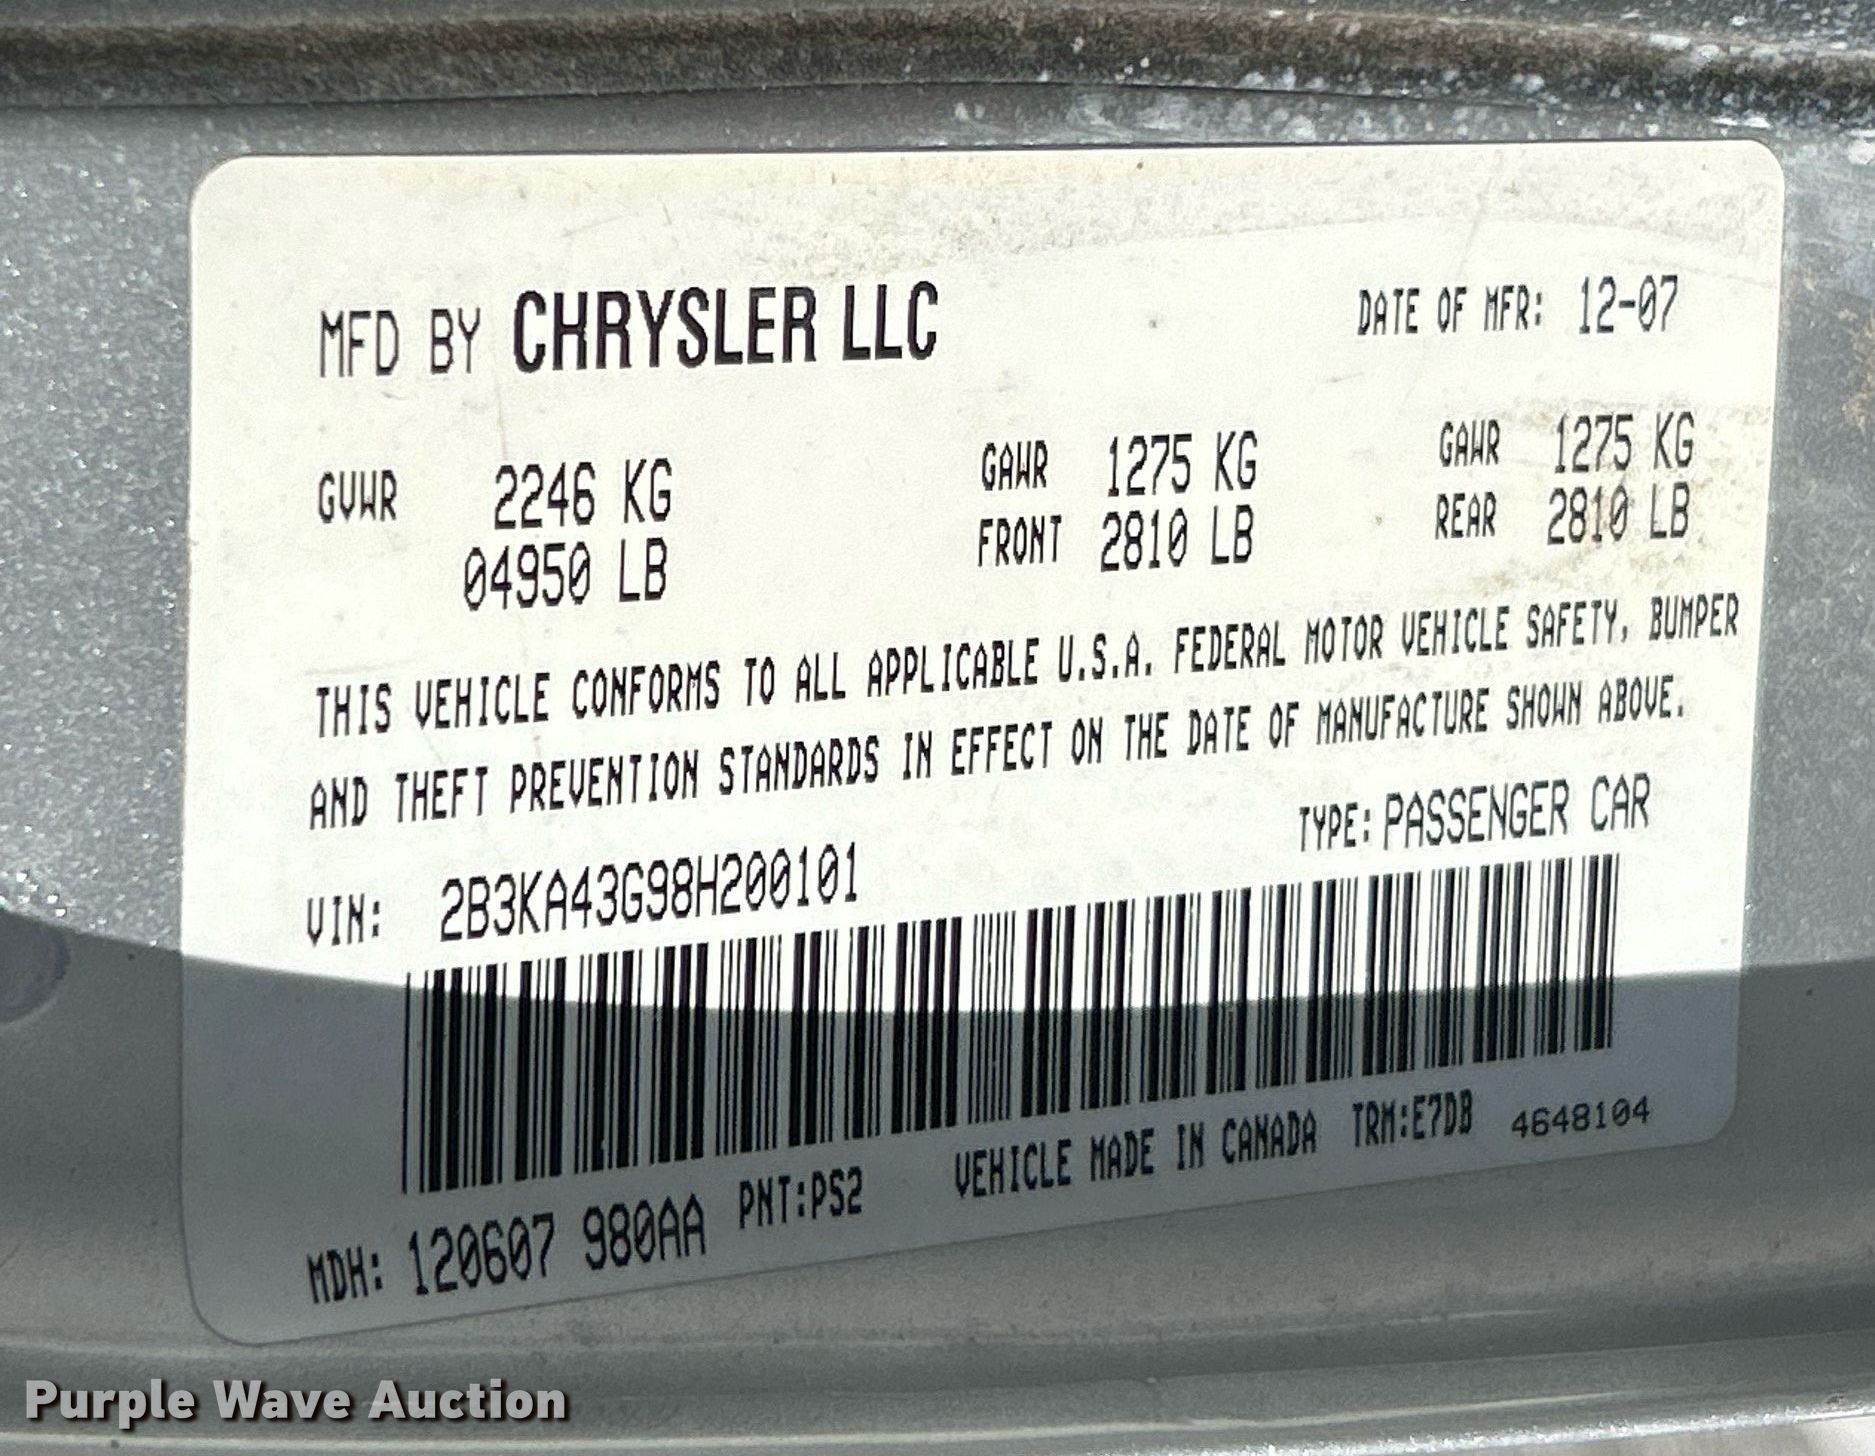 MFD BY CHRYSLER LLC DATE OF MFR: 12-07
GVWR 2246 KG GAWR 1275 KG GAWR 1275 KG
04950 LB FRONT 2810 LB REAR 2810 LB
THIS VEHICLE CONFORMS TO ALL APPLICABLE U.S.A. FEDERAL MOTOR VEHICLE SAFETY, BUMPER
AND THEFT PREVENTION STANDARDS IN EFFECT ON THE DATE OF MANUFACTURE SHOWN ABOVE.
VIN: 2B3KA43G98H200101 TYPE: PASSENGER CAR
MDH: 120607 980AA PNT:PS2 VEHICLE MADE IN CANADA TRM:E7DB 4648104
Purple Wave Auction